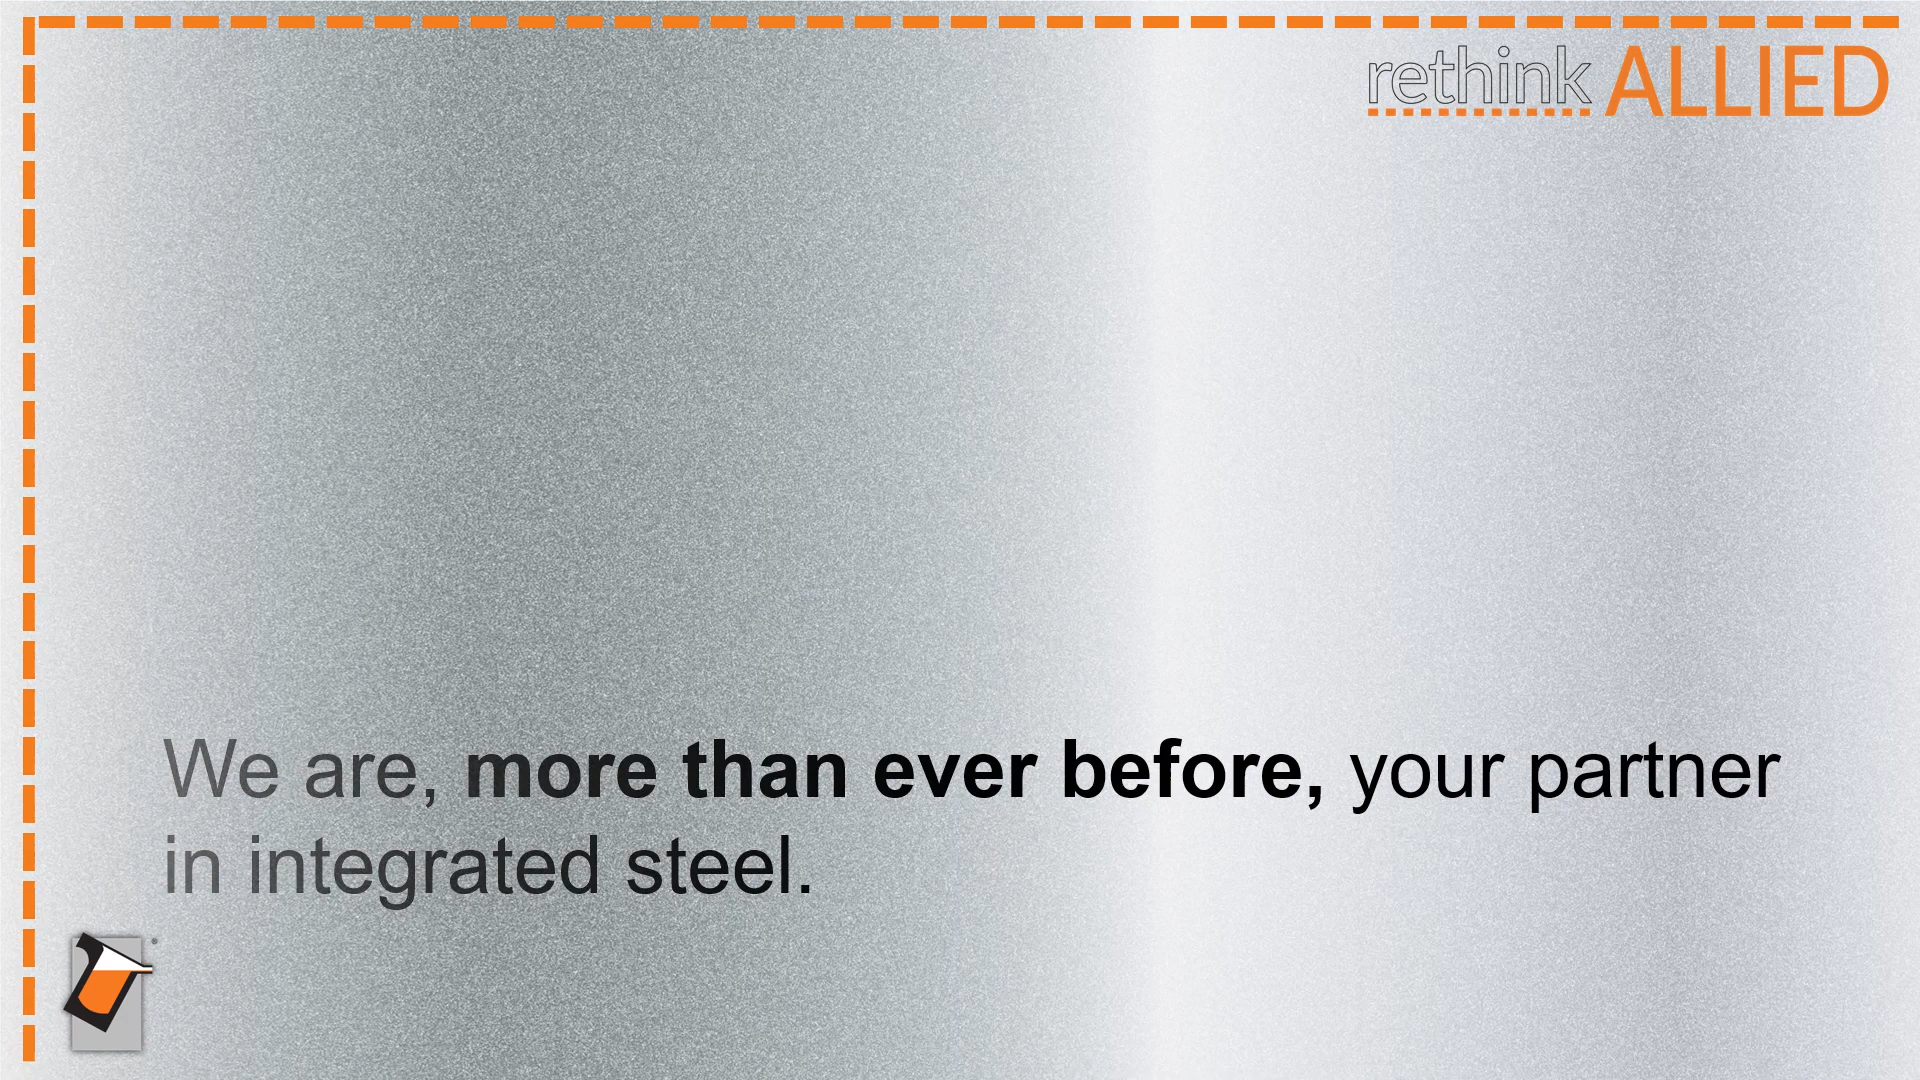 rethink ALLIED
We are, more than ever before, your partner
in integrated steel.
®